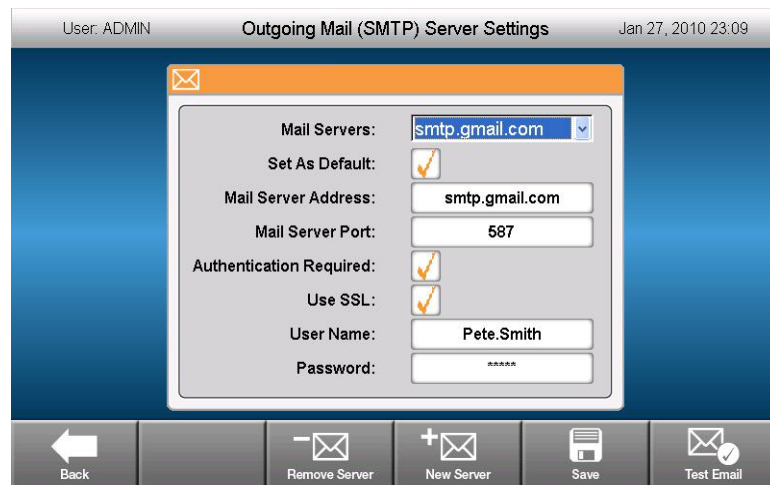 User: ADMIN Outgoing Mail (SMTP) Server Settings Jan 27, 2010 23:09
Mail Servers: smtp.gmail.com
Set As Default:
Mail Server Address: smtp.gmail.com
Mail Server Port: 587
Authentication Required:
Use SSL:
User Name: Pete.Smith
Password: *****
Back Remove Server New Server Save Test Email